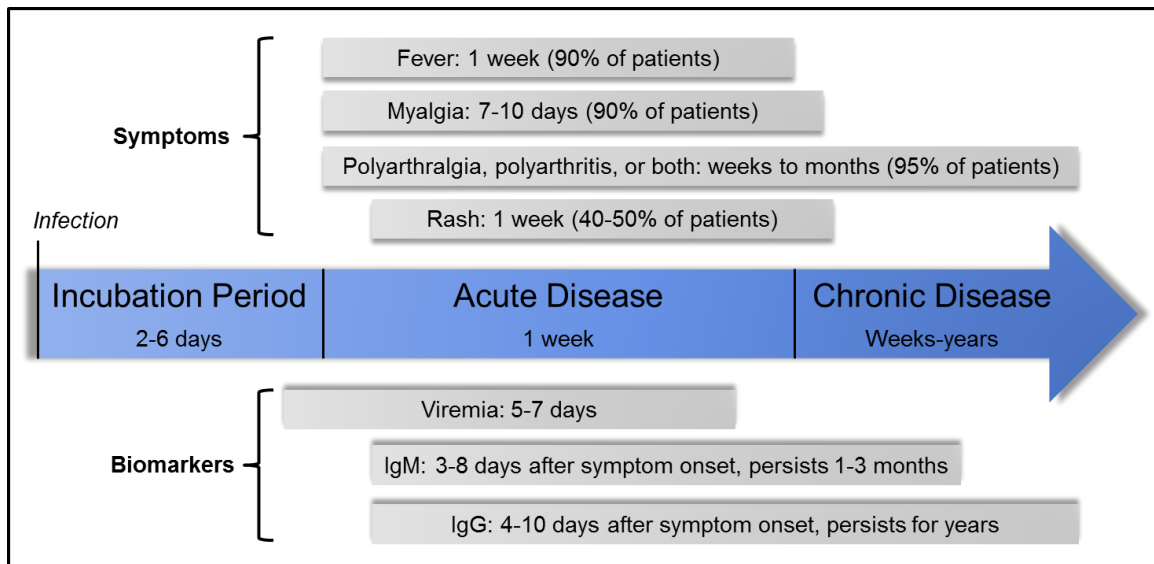 Fever: 1 week (90% of patients)
Myalgia: 7-10 days (90% of patients)
Symptoms
Polyarthralgia, polyarthritis, or both: weeks to months (95% of patients)
Rash: 1 week (40-50% of patients)
Infection
Incubation Period
2-6 days
Acute Disease
1 week
Chronic Disease
Weeks-years
Viremia: 5-7 days
Biomarkers
IgM: 3-8 days after symptom onset, persists 1-3 months
IgG: 4-10 days after symptom onset, persists for years